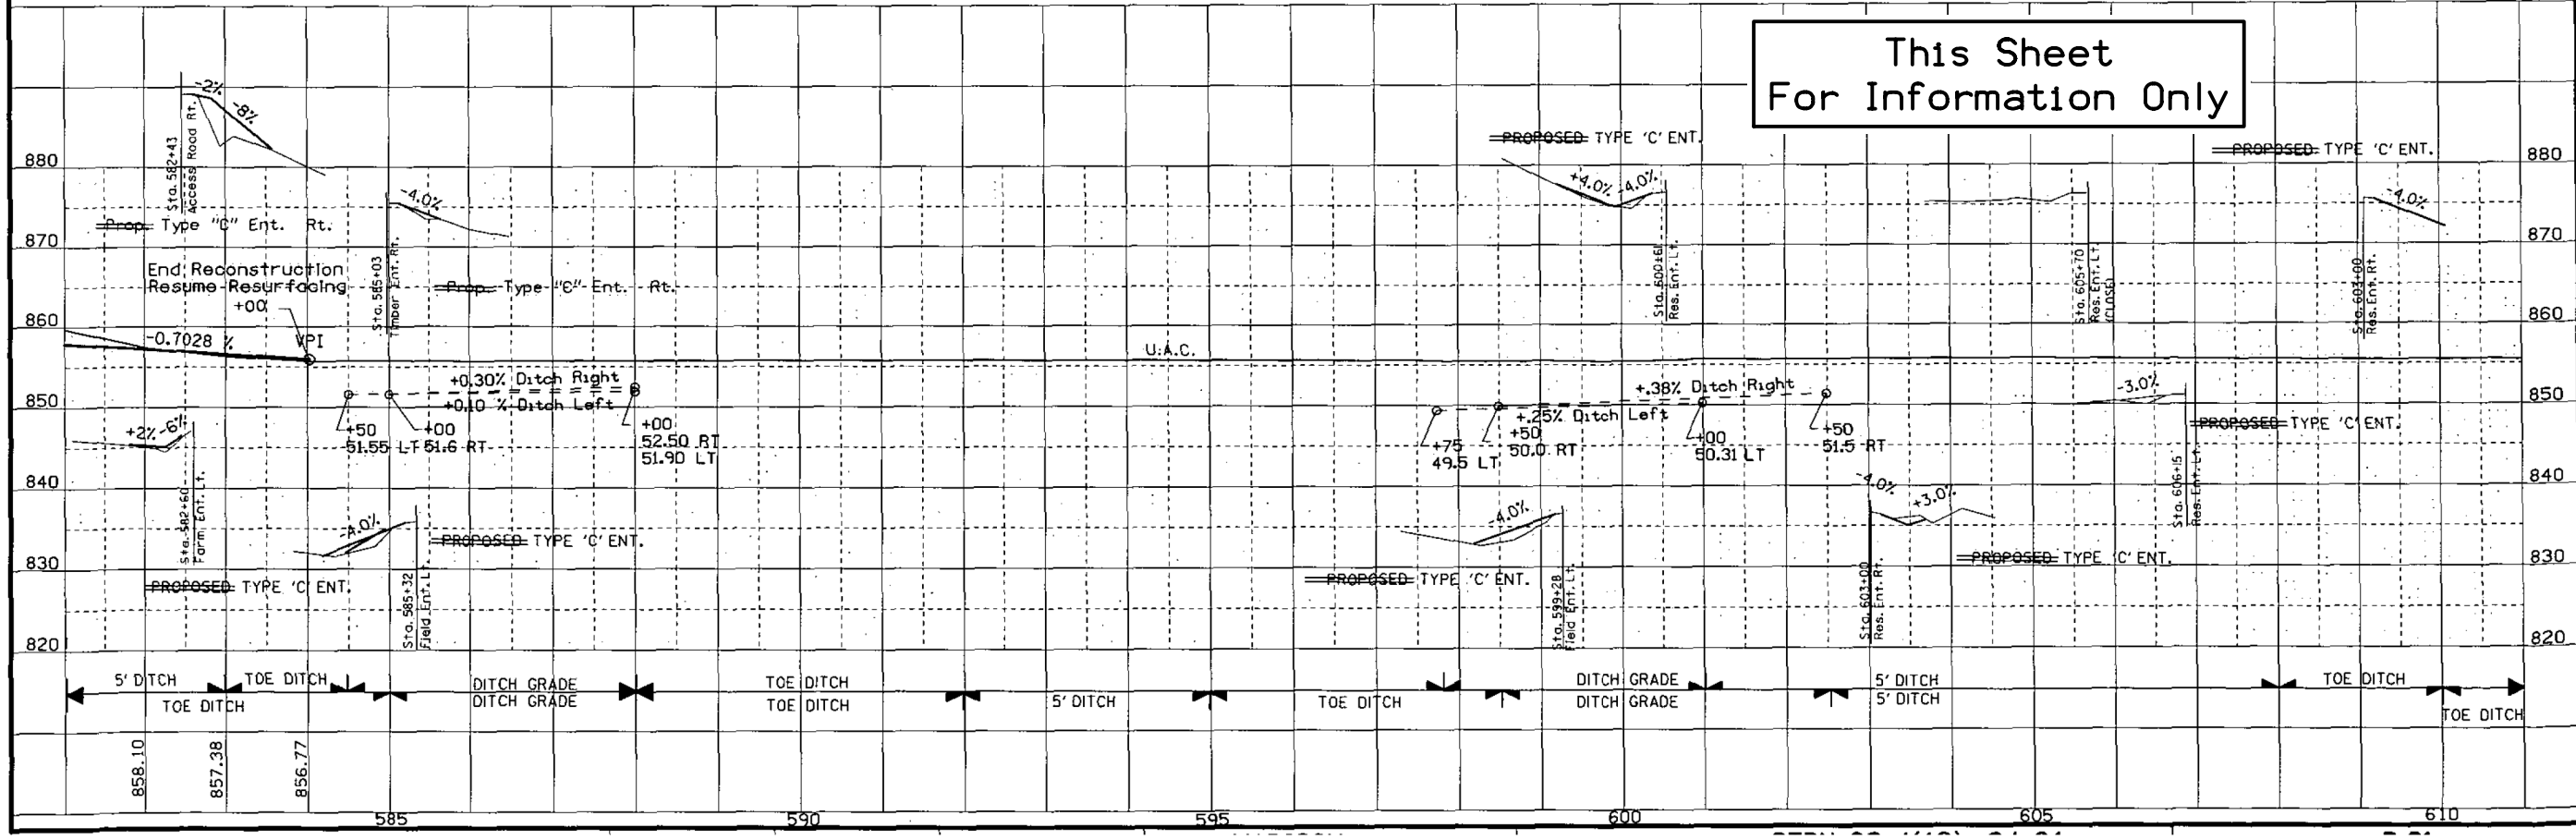 This Sheet
For Information Only
-2%
-8%
Sta. 582+43
Access Road Rt.
Prop. Type "C" Ent. Rt.
880
870
860
850
840
830
820
End Reconstruction
Resume Resurfacing
+00
-0.7028 %
VPI
-4.0%
Sta. 585+03
Timber Ent. Rt.
Prop. Type "C" Ent. Rt.
+0.30% Ditch Right
+0.10 % Ditch Left
+50
51.55 LT
+00
51.6 RT
+00
52.50 RT
51.90 LT
+2%
-6%
Sta. 582+60
Farm Ent. Lt.
PROPOSED TYPE 'C' ENT.
-4.0%
Sta. 585+32
Field Ent. Lt.
PROPOSED TYPE 'C' ENT.
U.A.C.
PROPOSED TYPE 'C' ENT.
+4.0%
-4.0%
Sta. 600+61
Res. Ent. Lt.
+.38% Ditch Right
+.25% Ditch Left
+75
49.5 LT
+50
50.0 RT
+00
50.31 LT
+50
51.5 RT
-4.0%
Sta. 599+28
Field Ent. Lt.
PROPOSED TYPE 'C' ENT.
-4.0%
+3.0%
Sta. 603+00
Res. Ent. Rt.
PROPOSED TYPE 'C' ENT.
Sta. 605+70
Res. Ent. Lt.
(CLOSE)
-3.0%
Sta. 606+15
Res. Ent. Lt.
PROPOSED TYPE 'C' ENT.
PROPOSED TYPE 'C' ENT.
-4.0%
Sta. 603+00
Res. Ent. Rt.
880
870
860
850
840
830
820
5' DITCH
TOE DITCH
DITCH GRADE
TOE DITCH
DITCH GRADE
5' DITCH
TOE DITCH
TOE DITCH
DITCH GRADE
TOE DITCH
5' DITCH
TOE DITCH
DITCH GRADE
5' DITCH
TOE DITCH
858.10
857.38
856.77
585
590
595
600
605
610